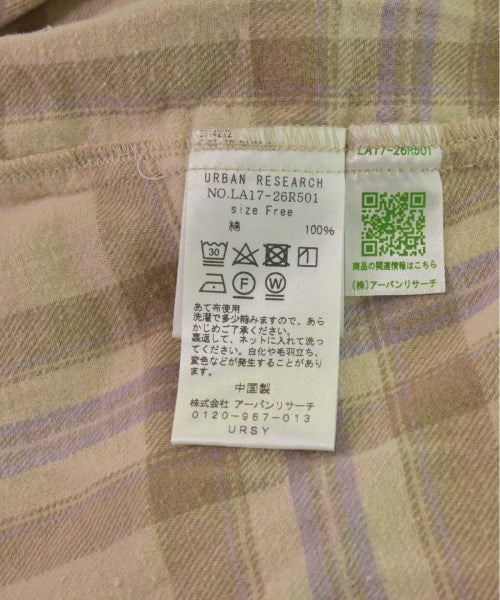 URBAN RESEARCH
NO.LA17-26R501
size Free
綿 100%
30
F W
あて布使用
洗濯で多少縮みますので、あら
かじめご了承ください。
裏返して、ネットに入れて洗っ
てください。白化や毛羽立ち、
変色などが発生することがあり
ます。
中国製
株式会社 アーバンリサーチ
0120-967-013
URSY
LA17-26R501
商品の関連情報はこちら
(株)アーバンリサーチ